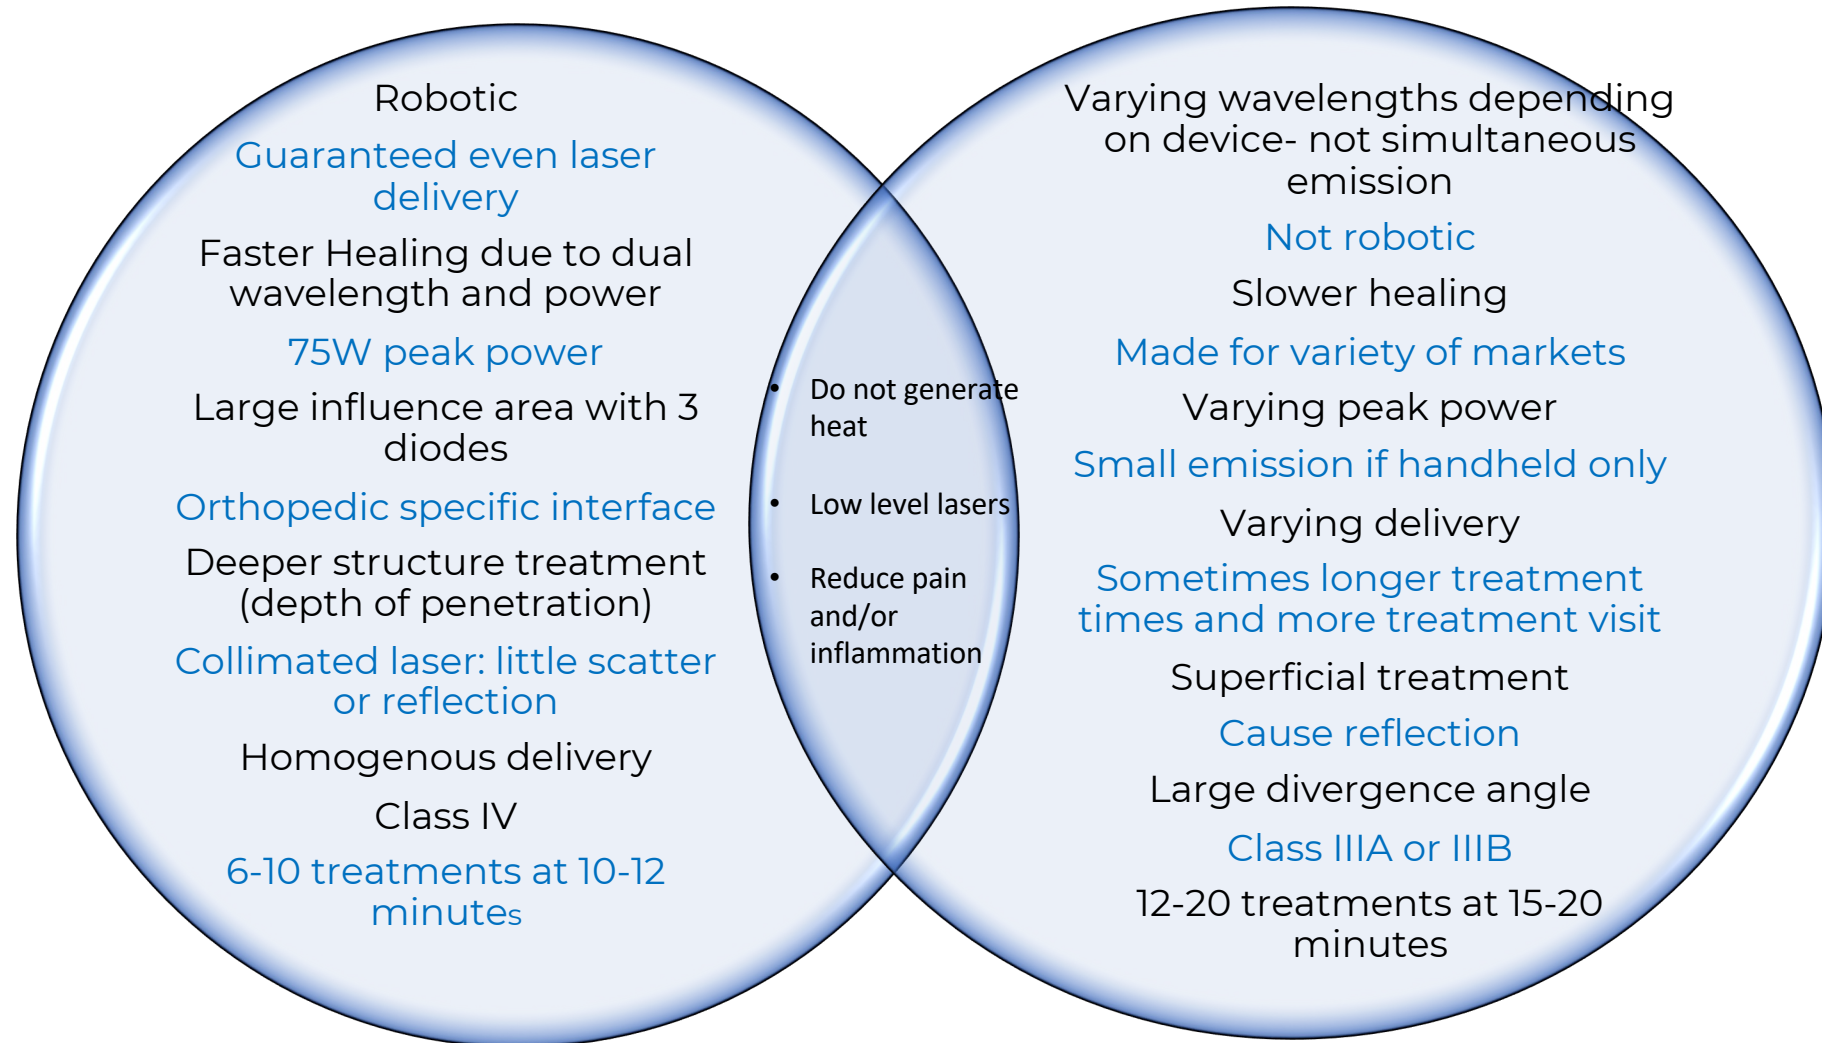 Robotic
Guaranteed even laser
delivery
Faster Healing due to dual
wavelength and power
75W peak power
Large influence area with 3
diodes
Orthopedic specific interface
Deeper structure treatment
(depth of penetration)
Collimated laser: little scatter
or reflection
Homogenous delivery
Class IV
6-10 treatments at 10-12
minutes
• Do not generate
heat
• Low level lasers
• Reduce pain
and/or
inflammation
Varying wavelengths depending
on device- not simultaneous
emission
Not robotic
Slower healing
Made for variety of markets
Varying peak power
Small emission if handheld only
Varying delivery
Sometimes longer treatment
times and more treatment visit
Superficial treatment
Cause reflection
Large divergence angle
Class IIIA or IIIB
12-20 treatments at 15-20
minutes